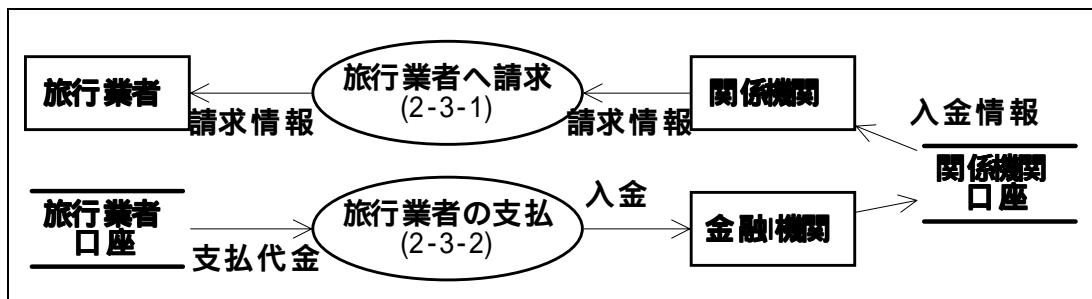 旅行業者
旅行業者へ請求
(2-3-1)
関係機関
請求情報
請求情報
入金情報
関係機関
口座
旅行業者
口座
旅行業者の支払
(2-3-2)
入金
金融機関
支払代金